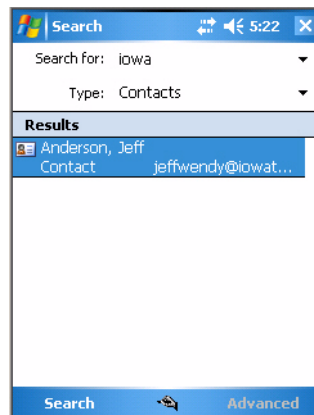 Search 5:22
Search for: iowa
Type: Contacts
Results
Anderson, Jeff
Contact jeffwendy@iowat...
Search Advanced